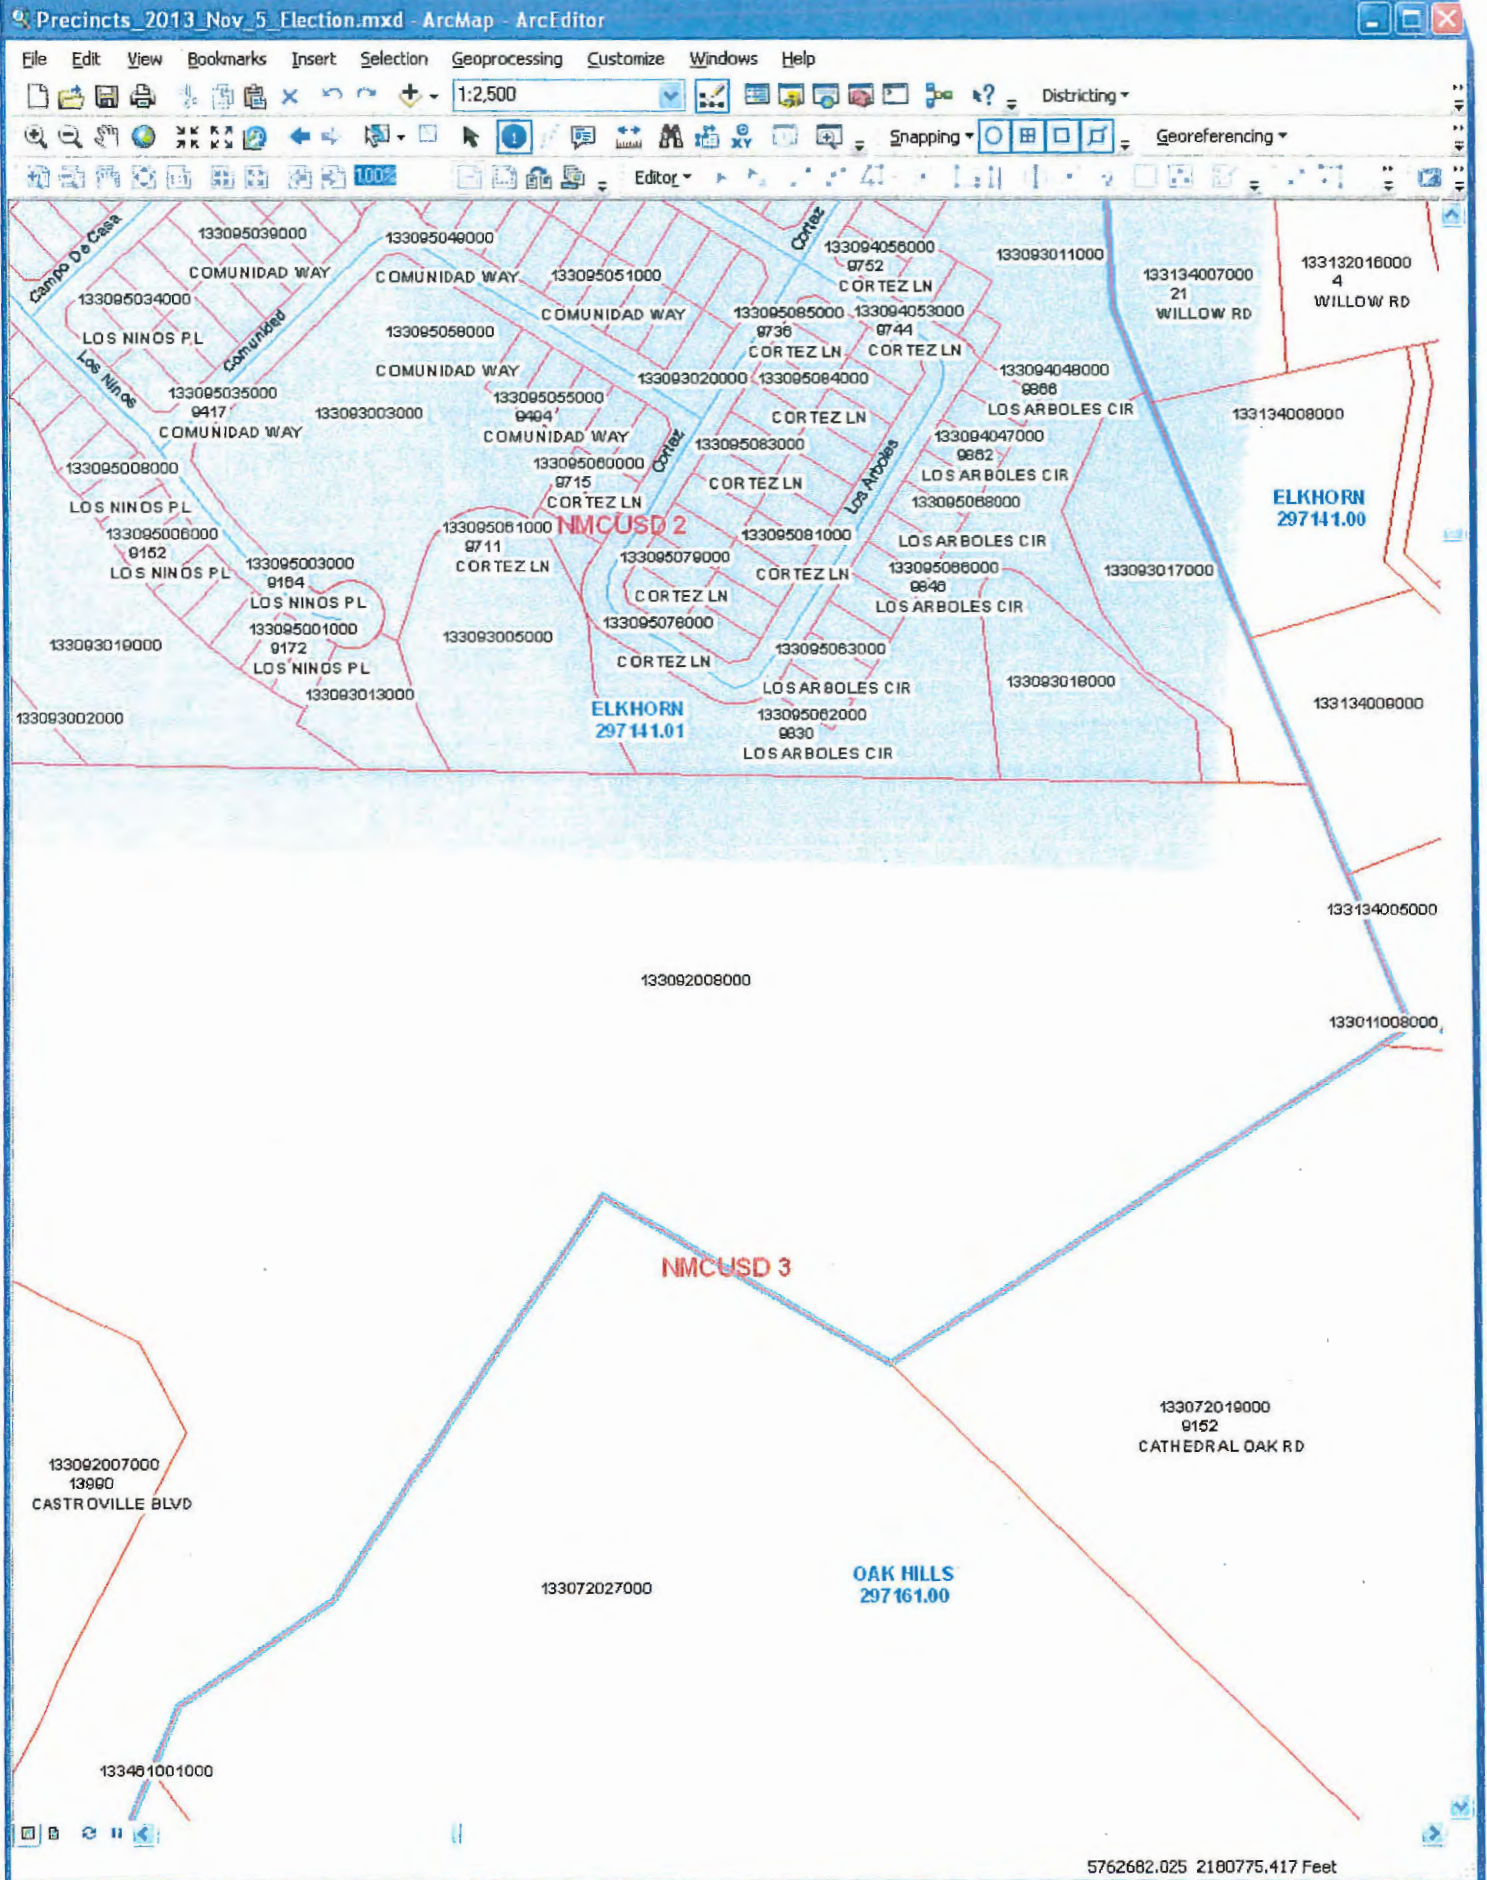 Precincts_2013_Nov_5_Election.mxd - ArcMap - ArcEditor
File Edit View Bookmarks Insert Selection Geoprocessing Customize Windows Help
1:2,500
Districting
Snapping
Georeferencing
100%
Editor
Campo De Casa
133095039000
COMUNIDAD WAY
133095049000
COMUNIDAD WAY
133095051000
COMUNIDAD WAY
Cortez
133094056000
9752
CORTEZ LN
133093011000
133134007000
21
WILLOW RD
133132016000
4
WILLOW RD
133095034000
LOS NINOS PL
Los Ninos
Comunidad
133095058000
COMUNIDAD WAY
133095085000
9736
CORTEZ LN
133094053000
9744
CORTEZ LN
133093020000
133095084000
CORTEZ LN
133094048000
9866
LOS ARBOLES CIR
133134008000
133095035000
9417
COMUNIDAD WAY
133093003000
133095055000
9494
COMUNIDAD WAY
Cortez
133095083000
CORTEZ LN
Los Arboles
133094047000
9862
LOS ARBOLES CIR
133095008000
LOS NINOS PL
133095060000
9715
CORTEZ LN
133095068000
LOS ARBOLES CIR
ELKHORN
297141.00
133095006000
9152
LOS NINOS PL
133095061000
9711
CORTEZ LN
NMCUSD 2
133095081000
CORTEZ LN
133095079000
CORTEZ LN
133095066000
9846
LOS ARBOLES CIR
133093017000
133095003000
9164
LOS NINOS PL
133095001000
9172
LOS NINOS PL
133093019000
133093005000
133095076000
CORTEZ LN
133095063000
LOS ARBOLES CIR
133093018000
133093013000
133093002000
ELKHORN
297141.01
133095062000
9830
LOS ARBOLES CIR
133134009000
133134005000
133092008000
133011008000
NMCUSD 3
133072019000
9152
CATHEDRAL OAK RD
133092007000
13990
CASTROVILLE BLVD
133072027000
OAK HILLS
297161.00
133461001000
5762682.025 2180775.417 Feet